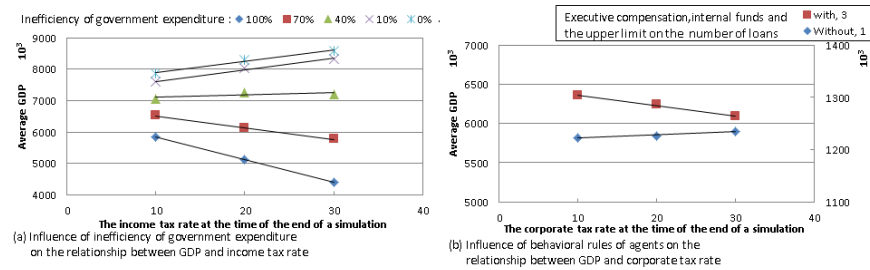 Inefficiency of government expenditure : 100% 70% 40% 10% 0%
10³
Average GDP
9000
8000
7000
6000
5000
4000
0 10 20 30 40
The income tax rate at the time of the end of a simulation
(a) Influence of inefficiency of government expenditure
on the relationship between GDP and income tax rate
Executive compensation,internal funds and
the upper limit on the number of loans
with, 3
Without, 1
10³
Average GDP
7000
6500
6000
5500
5000
10³
1400
1300
1200
1100
0 10 20 30 40
The corporate tax rate at the time of the end of a simulation
(b) Influence of behavioral rules of agents on the
relationship between GDP and corporate tax rate